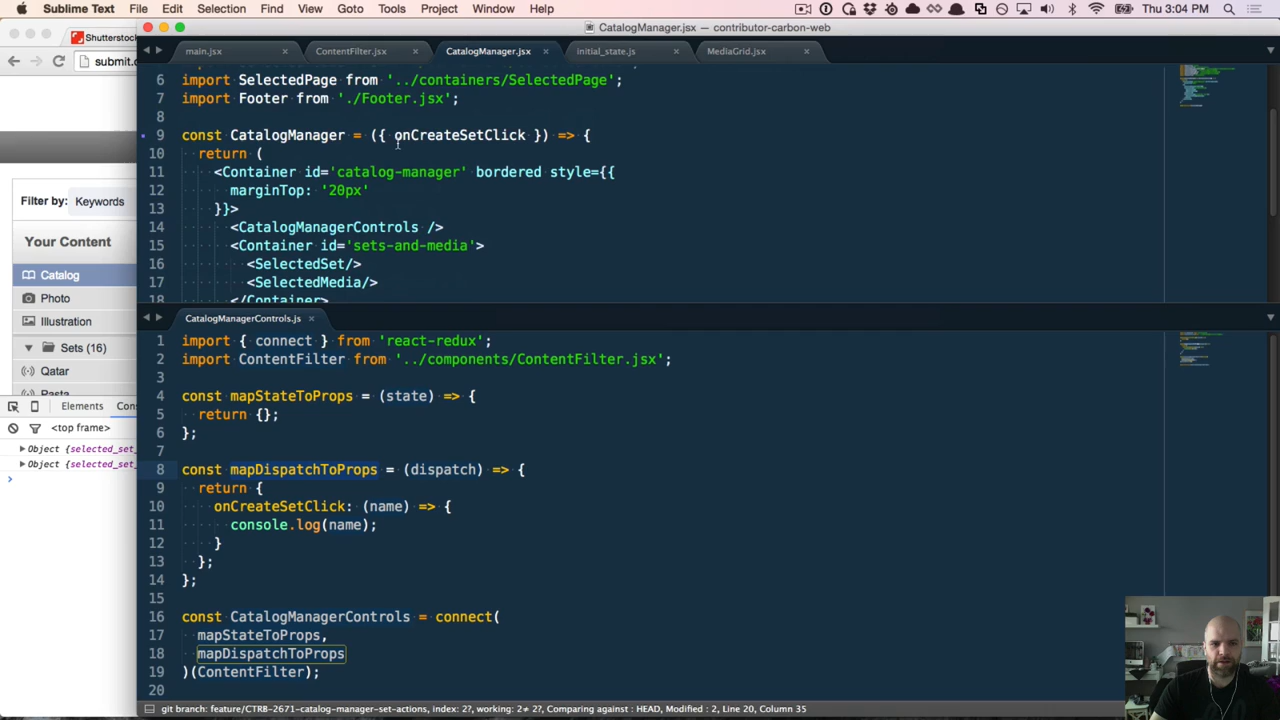 Sublime Text File Edit Selection Find View Goto Tools Project Window Help
Thu 3:04 PM
CatalogManager.jsx — contributor-carbon-web
Shutterstock
submit.
main.jsx × ContentFilter.jsx × CatalogManager.jsx × initial_state.js × MediaGrid.jsx ×
6 import SelectedPage from '../containers/SelectedPage';
7 import Footer from './Footer.jsx';
8
9 const CatalogManager = ({ onCreateSetClick }) => {
10 return (
11 <Container id='catalog-manager' bordered style={{
12 marginTop: '20px'
13 }}>
14 <CatalogManagerControls />
15 <Container id='sets-and-media'>
16 <SelectedSet/>
17 <SelectedMedia/>
18 </Container>
Filter by: Keywords
Your Content
Catalog
Photo
Illustration
Sets (16)
Qatar
Pasta
Elements Cons
<top frame>
Object {selected_set_
Object {selected_set_
CatalogManagerControls.js ×
1 import { connect } from 'react-redux';
2 import ContentFilter from '../components/ContentFilter.jsx';
3
4 const mapStateToProps = (state) => {
5 return {};
6 };
7
8 const mapDispatchToProps = (dispatch) => {
9 return {
10 onCreateSetClick: (name) => {
11 console.log(name);
12 }
13 };
14 };
15
16 const CatalogManagerControls = connect(
17 mapStateToProps,
18 mapDispatchToProps
19 )(ContentFilter);
20
git branch: feature/CTRB-2671-catalog-manager-set-actions, index: 2?, working: 2≠ 2?, Comparing against : HEAD, Modified : 2, Line 20, Column 35